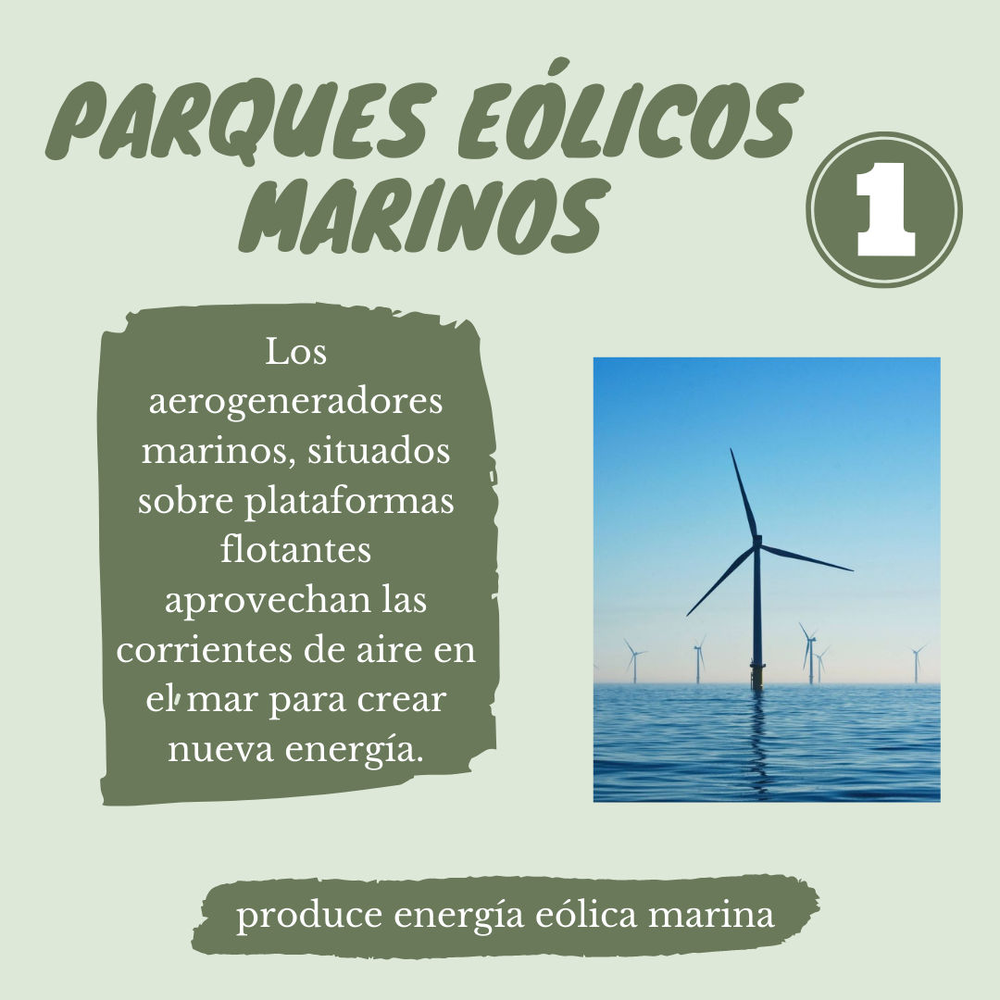 PARQUES EÓLICOS
MARINOS
1
Los
aerogeneradores
marinos, situados
sobre plataformas
flotantes
aprovechan las
corrientes de aire en
el mar para crear
nueva energía.
produce energía eólica marina